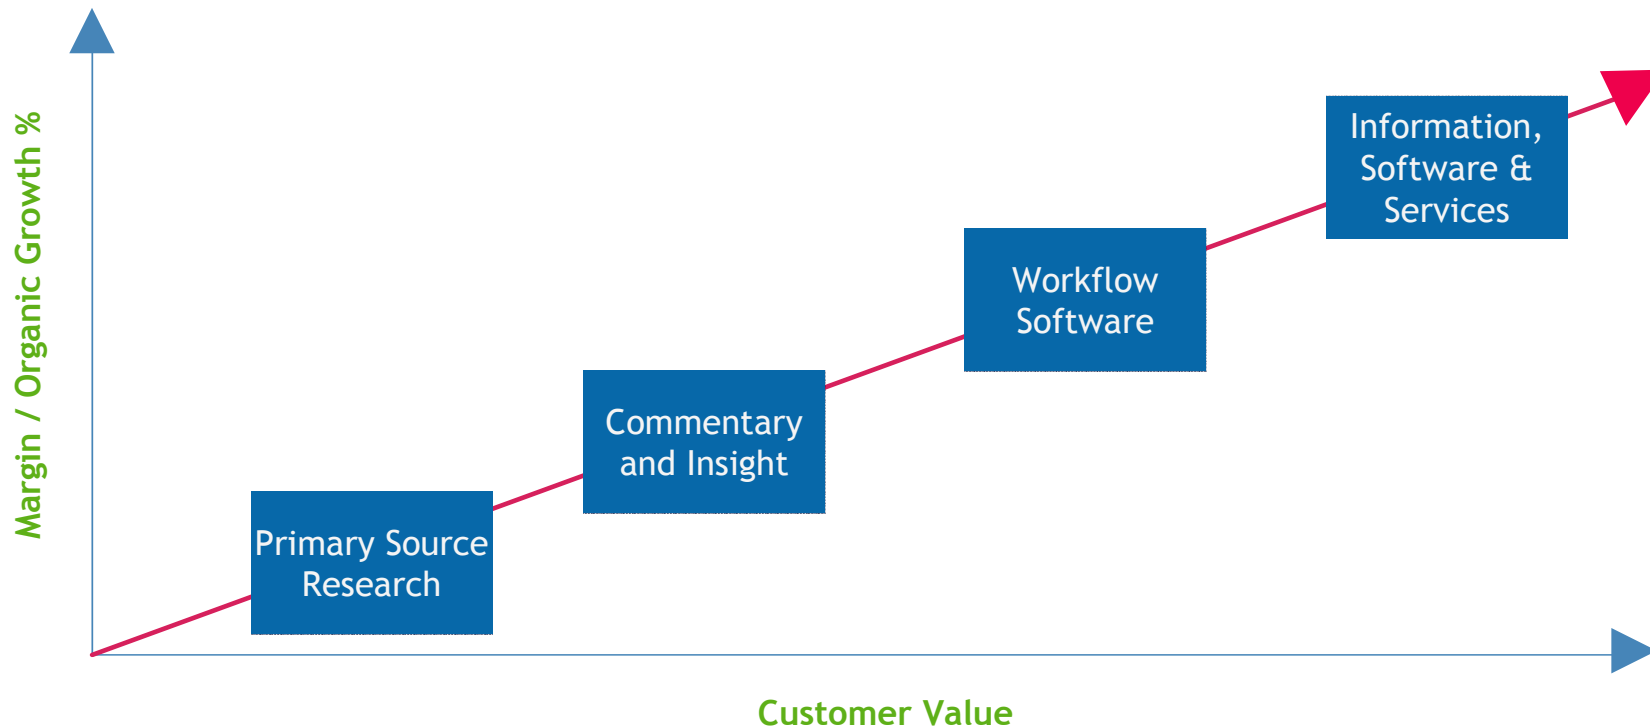 Margin / Organic Growth %
Information,
Software &
Services
Workflow
Software
Commentary
and Insight
Primary Source
Research
Customer Value